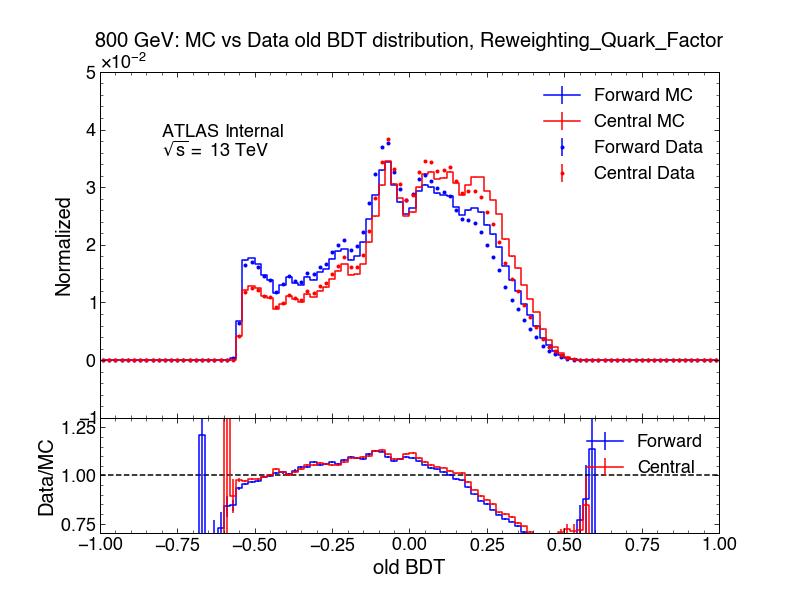 800 GeV: MC vs Data old BDT distribution, Reweighting_Quark_Factor
×10⁻²
5
4
3
2
1
0
−1
Normalized
ATLAS Internal
√s = 13 TeV
Forward MC
Central MC
Forward Data
Central Data
1.25
1.00
0.75
Data/MC
Forward
Central
−1.00 −0.75 −0.50 −0.25 0.00 0.25 0.50 0.75 1.00
old BDT